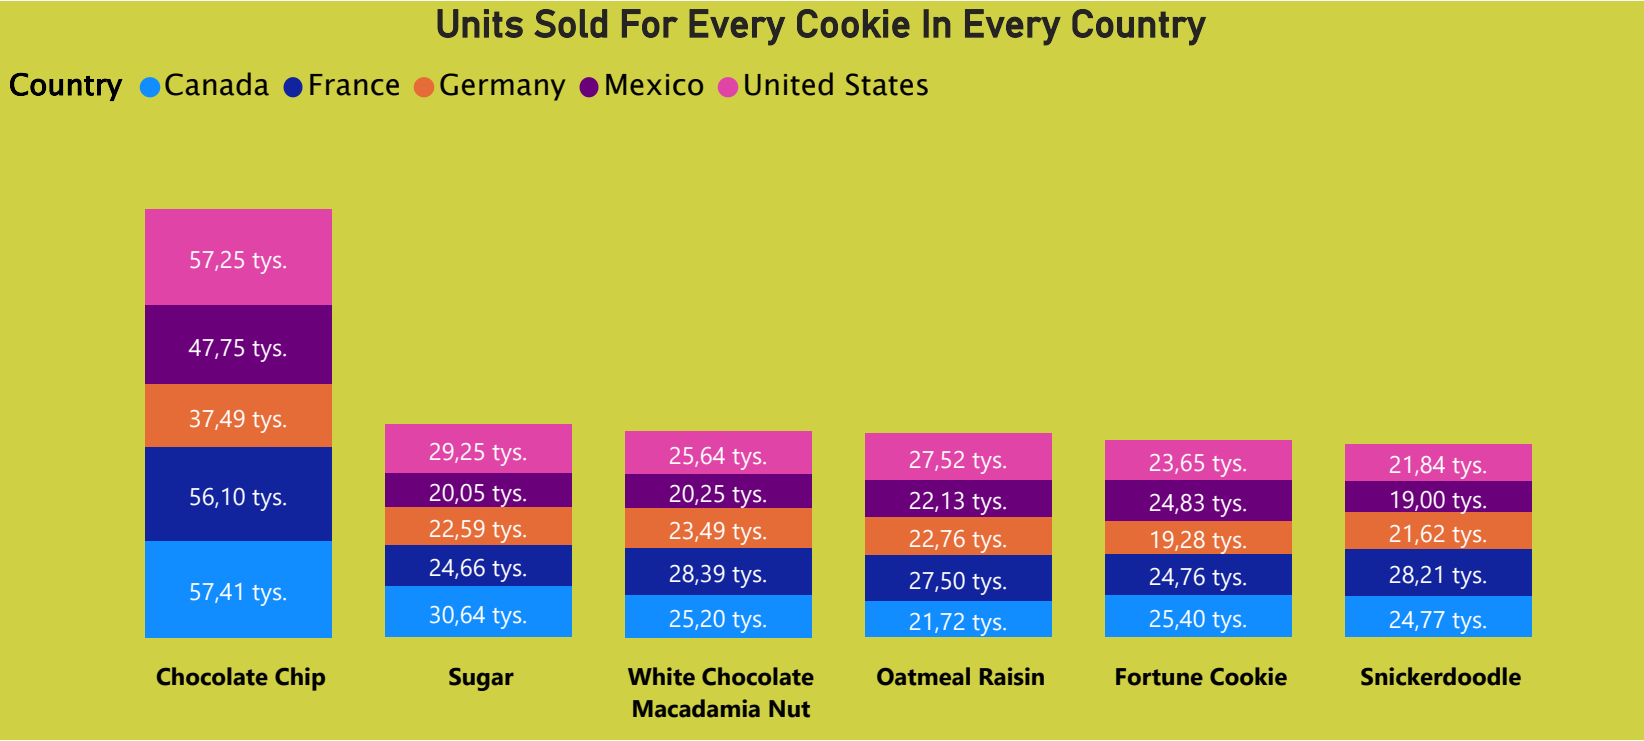 Units Sold For Every Cookie In Every Country
Country Canada France Germany Mexico United States
57,25 tys.
47,75 tys.
37,49 tys.
56,10 tys.
57,41 tys.
29,25 tys.
20,05 tys.
22,59 tys.
24,66 tys.
30,64 tys.
25,64 tys.
20,25 tys.
23,49 tys.
28,39 tys.
25,20 tys.
27,52 tys.
22,13 tys.
22,76 tys.
27,50 tys.
21,72 tys.
23,65 tys.
24,83 tys.
19,28 tys.
24,76 tys.
25,40 tys.
21,84 tys.
19,00 tys.
21,62 tys.
28,21 tys.
24,77 tys.
Chocolate Chip
Sugar
White Chocolate
Macadamia Nut
Oatmeal Raisin
Fortune Cookie
Snickerdoodle